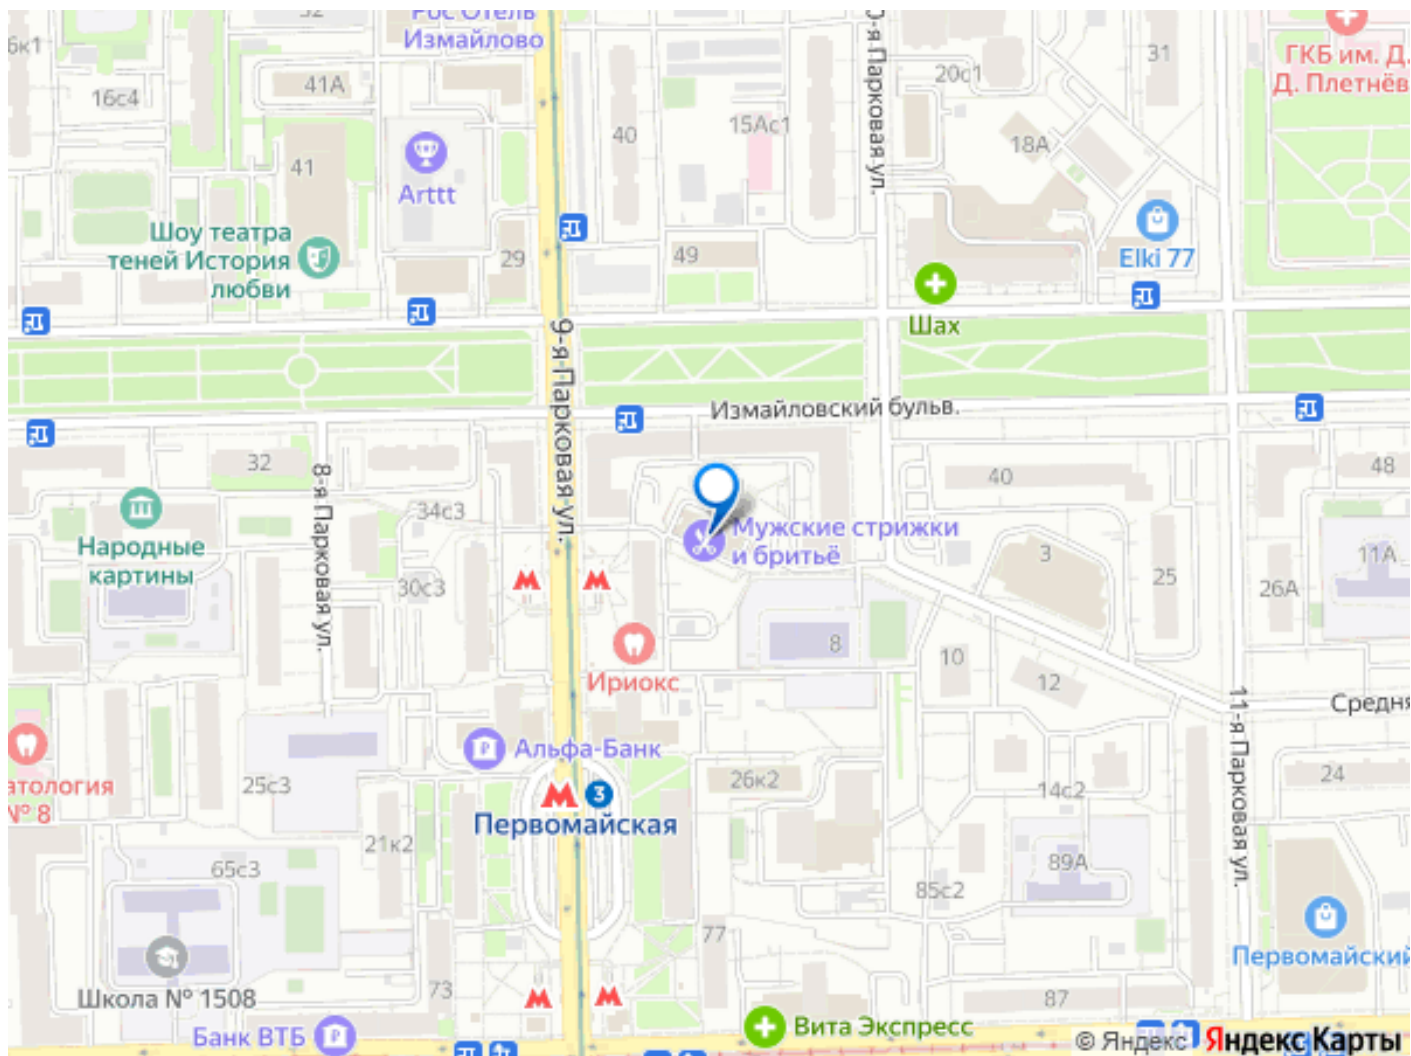 Рос Отель
Измайлово
32
6к1
16с4
41А
41
Arttt
Шоу театра
теней История
любви
29
40
15Ас1
49
20с1
31
18А
ГКБ им. Д.
Д. Плетнёв
Elki 77
Шах
9-я Парковая ул.
Измайловский бульв.
32
8-я Парковая ул.
34с3
30с3
Народные
картины
Мужские стрижки
и бритьё
40
48
3
25
26А
11А
8
10
12
Ириокс
Средня
11-я Парковая ул.
Альфа-Банк
3
Первомайская
атология
№ 8
25с3
21к2
65с3
26к2
14с2
24
89А
85с2
77
73
87
Школа № 1508
Банк ВТБ
Вита Экспресс
Первомайский
© Яндекс Яндекс Карты